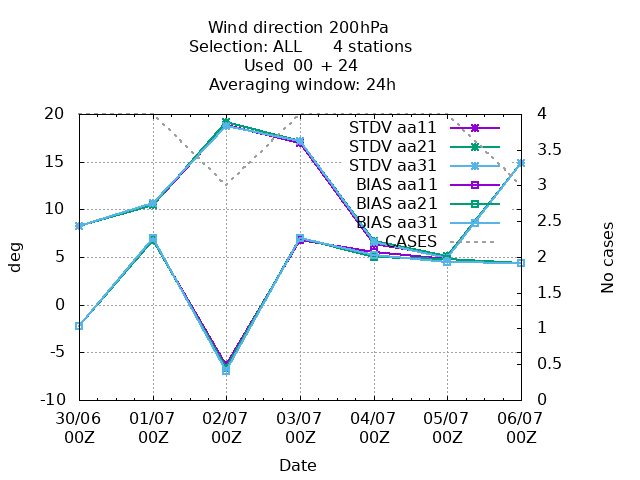 Wind direction 200hPa
Selection: ALL 4 stations
Used 00 + 24
Averaging window: 24h
20
15
10
5
0
-5
-10
deg
4
3.5
3
2.5
2
1.5
1
0.5
0
No cases
STDV aa11
STDV aa21
STDV aa31
BIAS aa11
BIAS aa21
BIAS aa31
CASES
30/06 01/07 02/07 03/07 04/07 05/07 06/07
00Z 00Z 00Z 00Z 00Z 00Z 00Z
Date